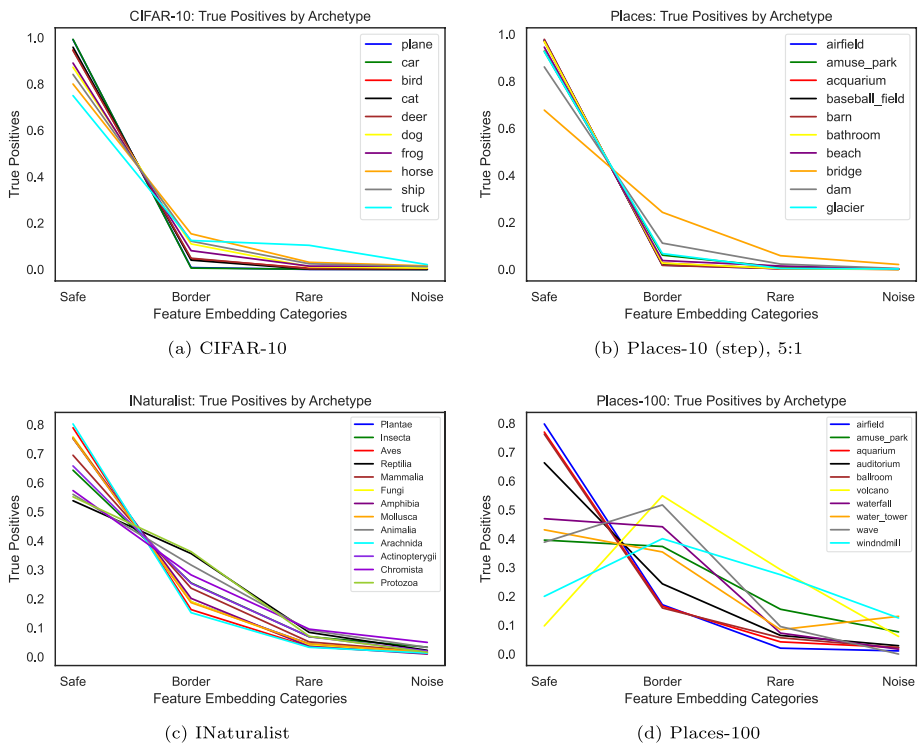 CIFAR-10: True Positives by Archetype
True Positives
1.0
0.8
0.6
0.4
0.2
0.0
plane
car
bird
cat
deer
dog
frog
horse
ship
truck
Safe Border Rare Noise
Feature Embedding Categories
(a) CIFAR-10
Places: True Positives by Archetype
True Positives
1.0
0.8
0.6
0.4
0.2
0.0
airfield
amuse_park
acquarium
baseball_field
barn
bathroom
beach
bridge
dam
glacier
Safe Border Rare Noise
Feature Embedding Categories
(b) Places-10 (step), 5:1
INaturalist: True Positives by Archetype
True Positives
0.8
0.7
0.6
0.5
0.4
0.3
0.2
0.1
0.0
Plantae
Insecta
Aves
Reptilia
Mammalia
Fungi
Amphibia
Mollusca
Animalia
Arachnida
Actinopterygii
Chromista
Protozoa
Safe Border Rare Noise
Feature Embedding Categories
(c) INaturalist
Places-100: True Positives by Archetype
True Positives
0.8
0.7
0.6
0.5
0.4
0.3
0.2
0.1
0.0
airfield
amuse_park
aquarium
auditorium
ballroom
volcano
waterfall
water_tower
wave
windndmill
Safe Border Rare Noise
Feature Embedding Categories
(d) Places-100